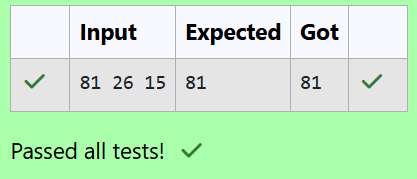 Input Expected Got
81 26 15 81 81
Passed all tests!